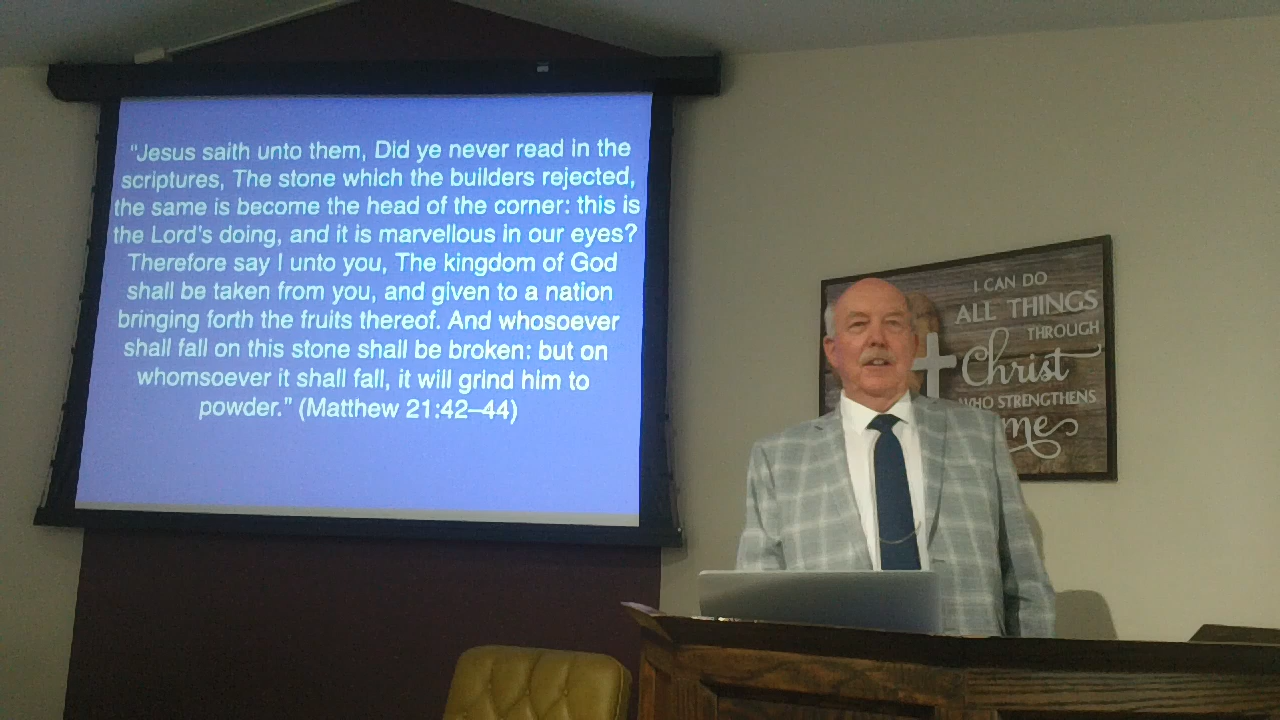 "Jesus saith unto them, Did ye never read in the
scriptures, The stone which the builders rejected,
the same is become the head of the corner: this is
the Lord's doing, and it is marvellous in our eyes?
Therefore say I unto you, The kingdom of God
shall be taken from you, and given to a nation
bringing forth the fruits thereof. And whosoever
shall fall on this stone shall be broken: but on
whomsoever it shall fall, it will grind him to
powder." (Matthew 21:42–44)
I CAN DO
ALL THINGS
THROUGH
Christ
WHO STRENGTHENS
me